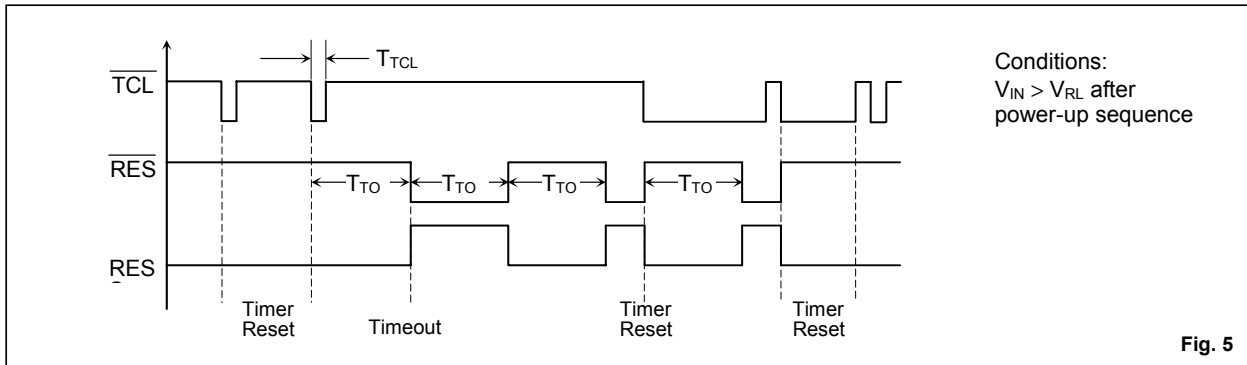 T_TCL
TCL
Conditions:
V_IN > V_RL after
power-up sequence
RES
T_TO T_TO T_TO T_TO
RES
Timer
Reset
Timeout
Timer
Reset
Timer
Reset
Fig. 5